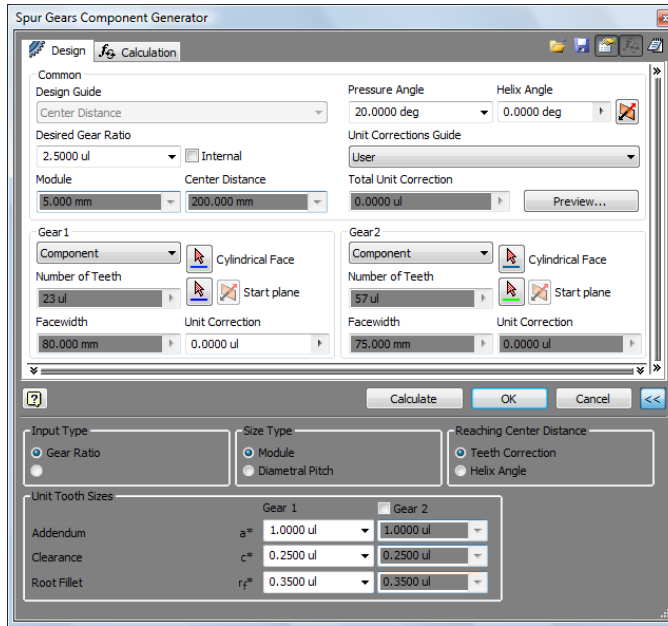 Spur Gears Component Generator
Design
Calculation
Common
Design Guide
Pressure Angle
Helix Angle
Center Distance
20.0000 deg
0.0000 deg
Desired Gear Ratio
Unit Corrections Guide
2.5000 ul
Internal
User
Module
Center Distance
Total Unit Correction
5.000 mm
200.000 mm
0.0000 ul
Preview...
Gear1
Component
Cylindrical Face
Number of Teeth
23 ul
Start plane
Facewidth
Unit Correction
80.000 mm
0.0000 ul
Gear2
Component
Cylindrical Face
Number of Teeth
57 ul
Start plane
Facewidth
Unit Correction
75.000 mm
0.0000 ul
Calculate
OK
Cancel
<<
Input Type
Gear Ratio
Size Type
Module
Diametral Pitch
Reaching Center Distance
Teeth Correction
Helix Angle
Unit Tooth Sizes
Gear 1
Gear 2
Addendum a* 1.0000 ul 1.0000 ul
Clearance c* 0.2500 ul 0.2500 ul
Root Fillet rf* 0.3500 ul 0.3500 ul